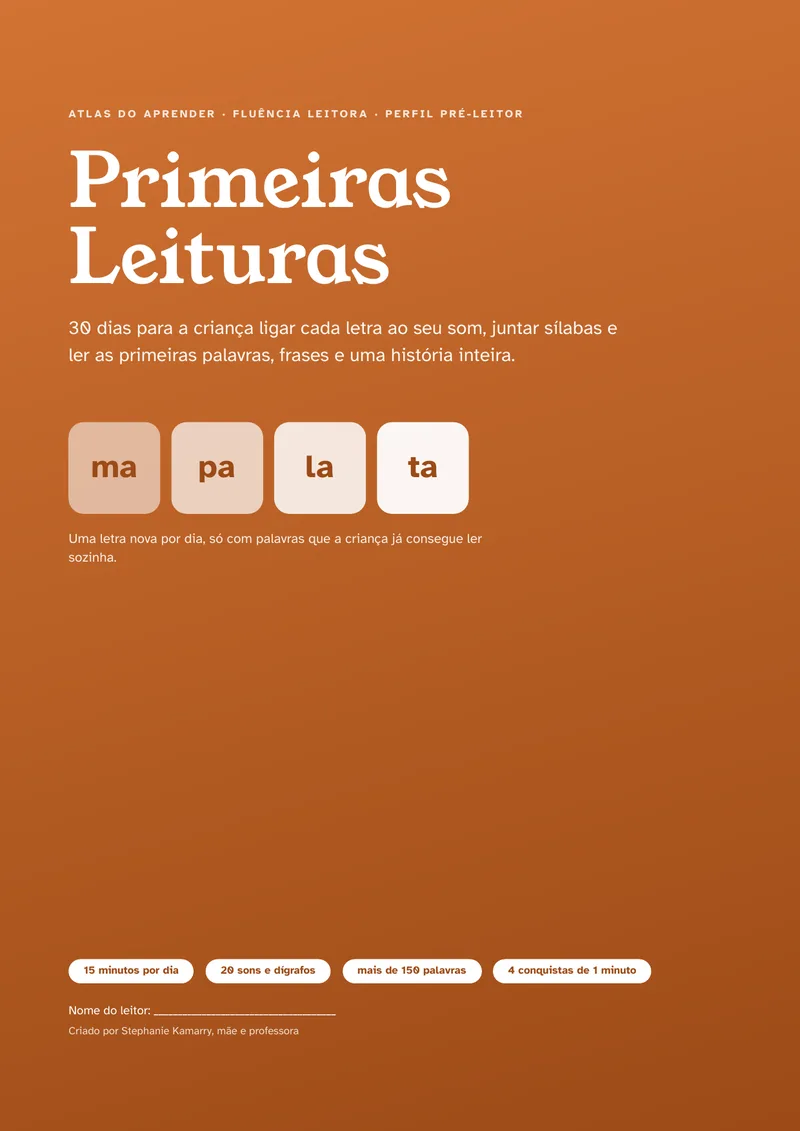 ATLAS DO APRENDER · FLUÊNCIA LEITORA · PERFIL PRÉ-LEITOR
Primeiras
Leituras
30 dias para a criança ligar cada letra ao seu som, juntar sílabas e
ler as primeiras palavras, frases e uma história inteira.
ma pa la ta
Uma letra nova por dia, só com palavras que a criança já consegue ler
sozinha.
15 minutos por dia 20 sons e dígrafos mais de 150 palavras 4 conquistas de 1 minuto
Nome do leitor: ______________________________
Criado por Stephanie Kamarry, mãe e professora